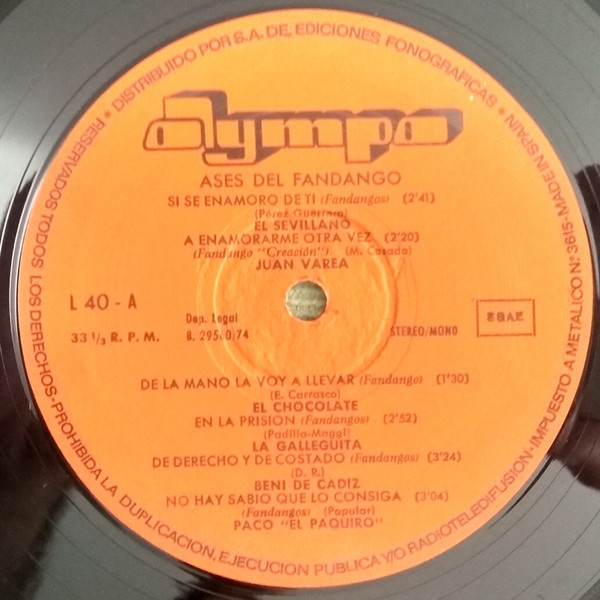 DISTRIBUIDO POR S.A. DE. EDICIONES FONOGRAFICAS * MADE IN SPAIN
olympo
ASES DEL FANDANGO
SI SE ENAMORO DE TI (Fandangos) (2'41)
(Pérez Guerrero)
EL SEVILLANO
A ENAMORARME OTRA VEZ (2'20)
(Fandango "Creación") (M. Casado)
JUAN VAREA
L 40 - A
Dep. Legal
33 1/3 R. P. M.
B. 29560/74
STEREO/MONO
SGAE
DE LA MANO LA VOY A LLEVAR (Fandango) (1'30)
(E. Carrasco)
EL CHOCOLATE
EN LA PRISION (Fandangos) (2'52)
(Padilla-Maggi)
LA GALLEGUITA
DE DERECHO Y DE COSTADO (Fandangos) (3'24)
(D. R.)
BENI DE CADIZ
NO HAY SABIO QUE LO CONSIGA (3'04)
(Fandangos) (Popular)
PACO "EL PAQUIRO"
* RESERVADOS TODOS LOS DERECHOS-PROHIBIDA LA DUPLICACION, EJECUCION PUBLICA Y/O RADIOTELEDIFUSION-IMPUESTO A METALICO N.º 3615-